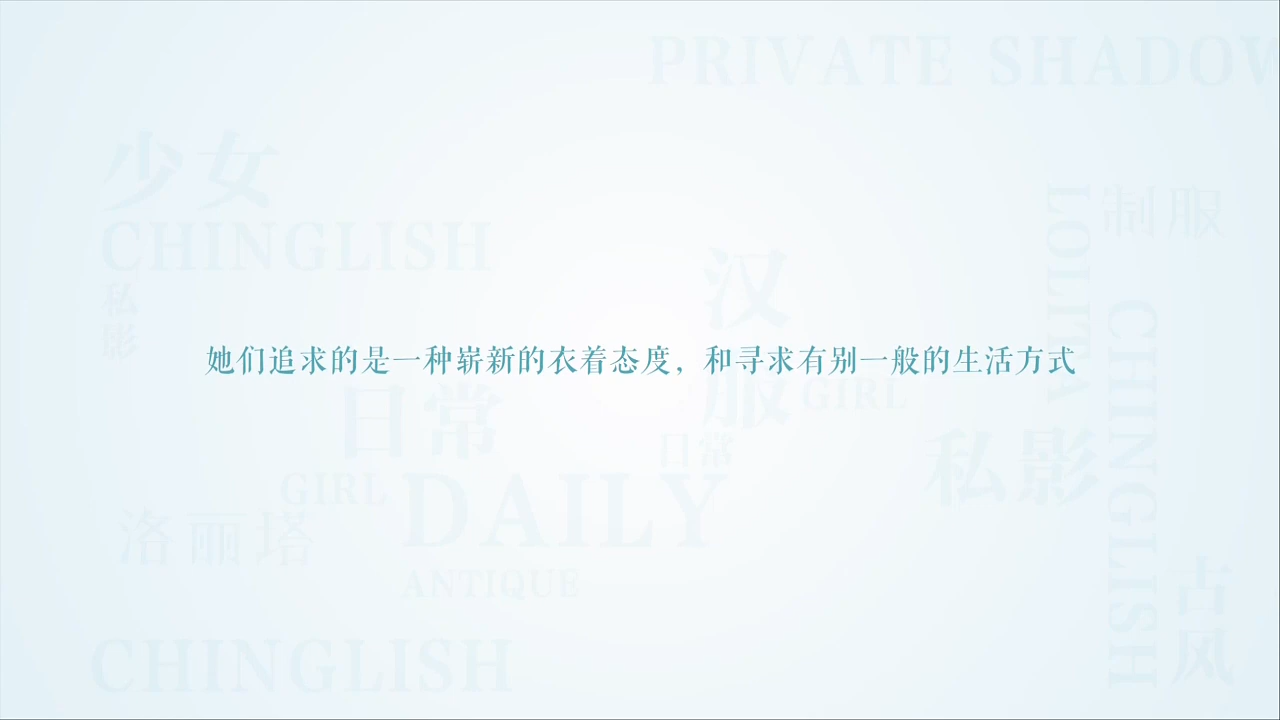 PRIVATE SHADOW
少女
CHINGLISH
私影
制服
LOLITA
汉服
她们追求的是一种崭新的衣着态度，和寻求有别一般的生活方式
日常
GIRL
日常
私影
GIRL
DAILY
洛丽塔
ANTIQUE
CHINGLISH
CHINGLISH
古风